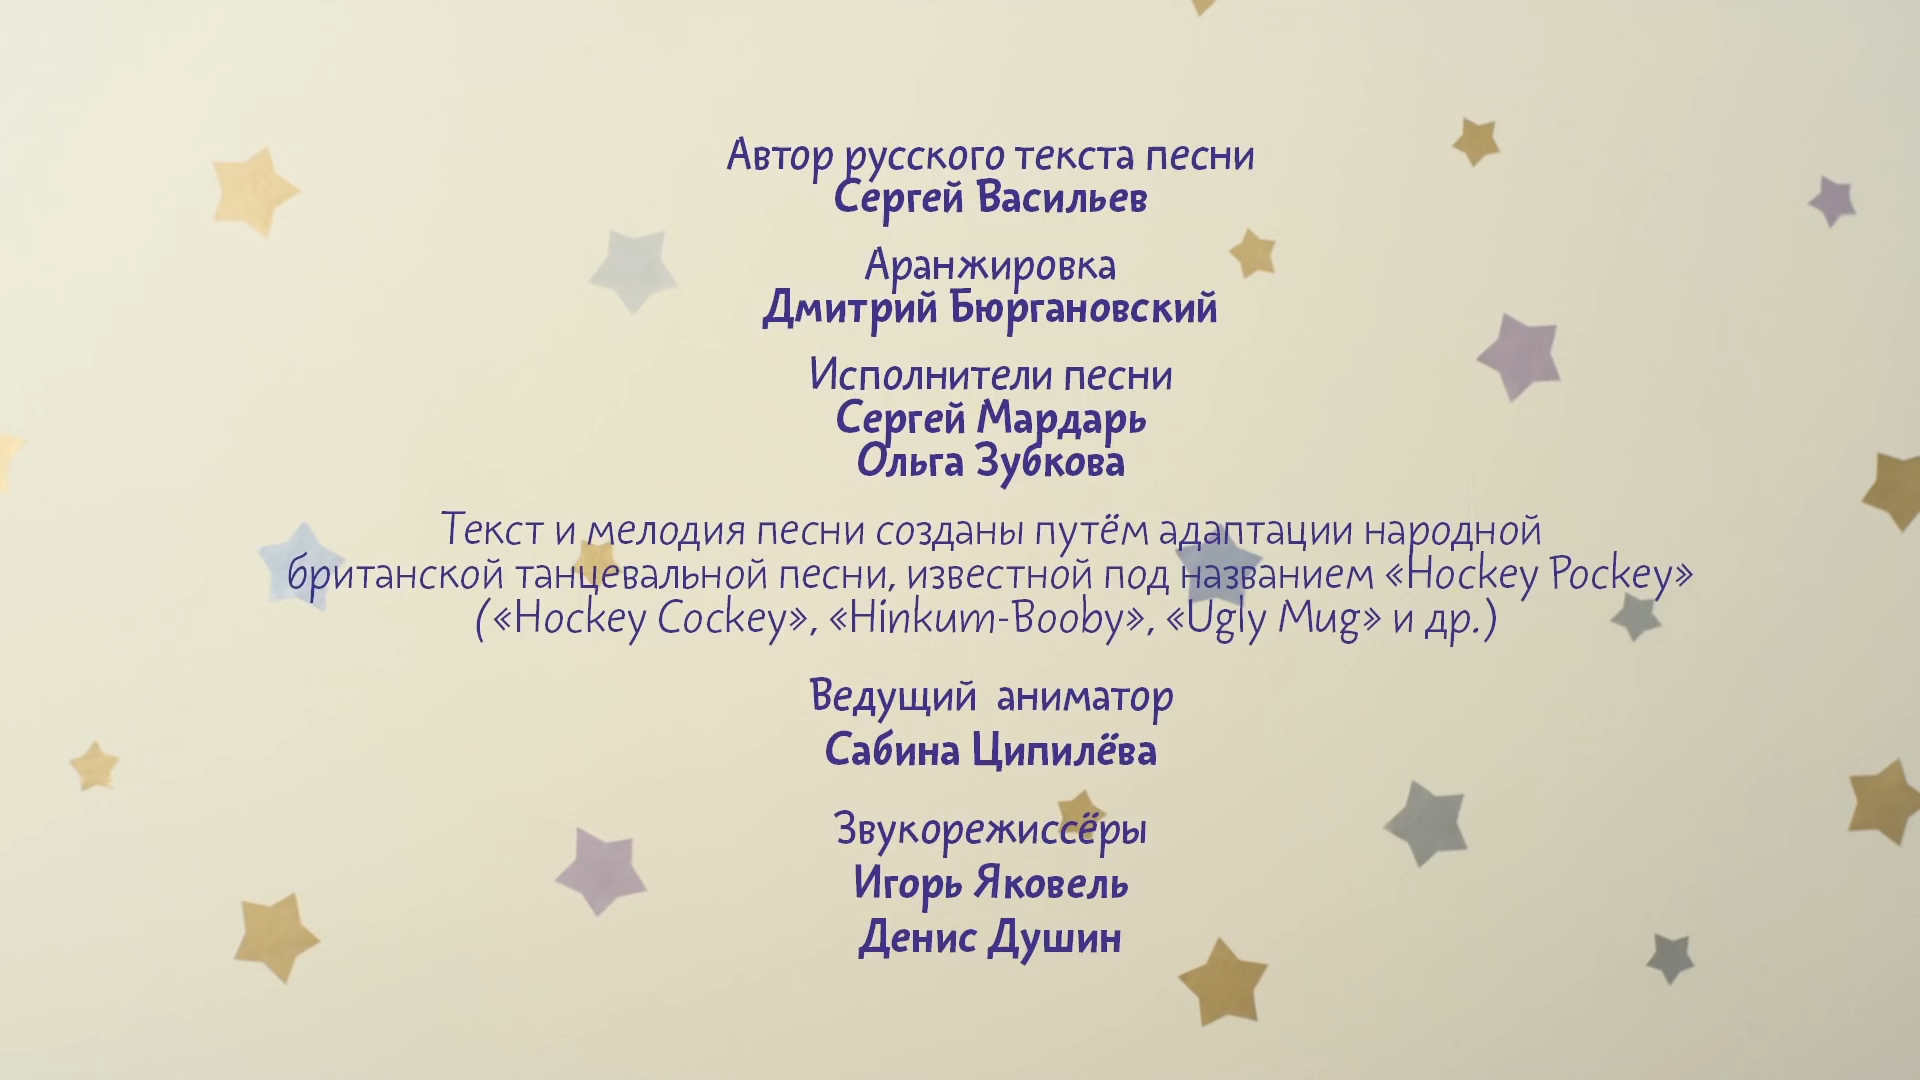 Автор русского текста песни
Сергей Васильев
Аранжировка
Дмитрий Бюргановский
Исполнители песни
Сергей Мардарь
Ольга Зубкова
Текст и мелодия песни созданы путём адаптации народной
британской танцевальной песни, известной под названием «Hockey Pockey»
(«Hockey Cockey», «Hinkum-Booby», «Ugly Mug» и др.)
Ведущий аниматор
Сабина Ципилёва
Звукорежиссёры
Игорь Яковель
Денис Душин